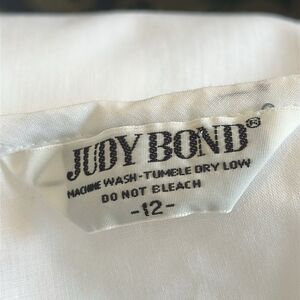 JUDY BOND®
MACHINE WASH-TUMBLE DRY LOW
DO NOT BLEACH
-12-